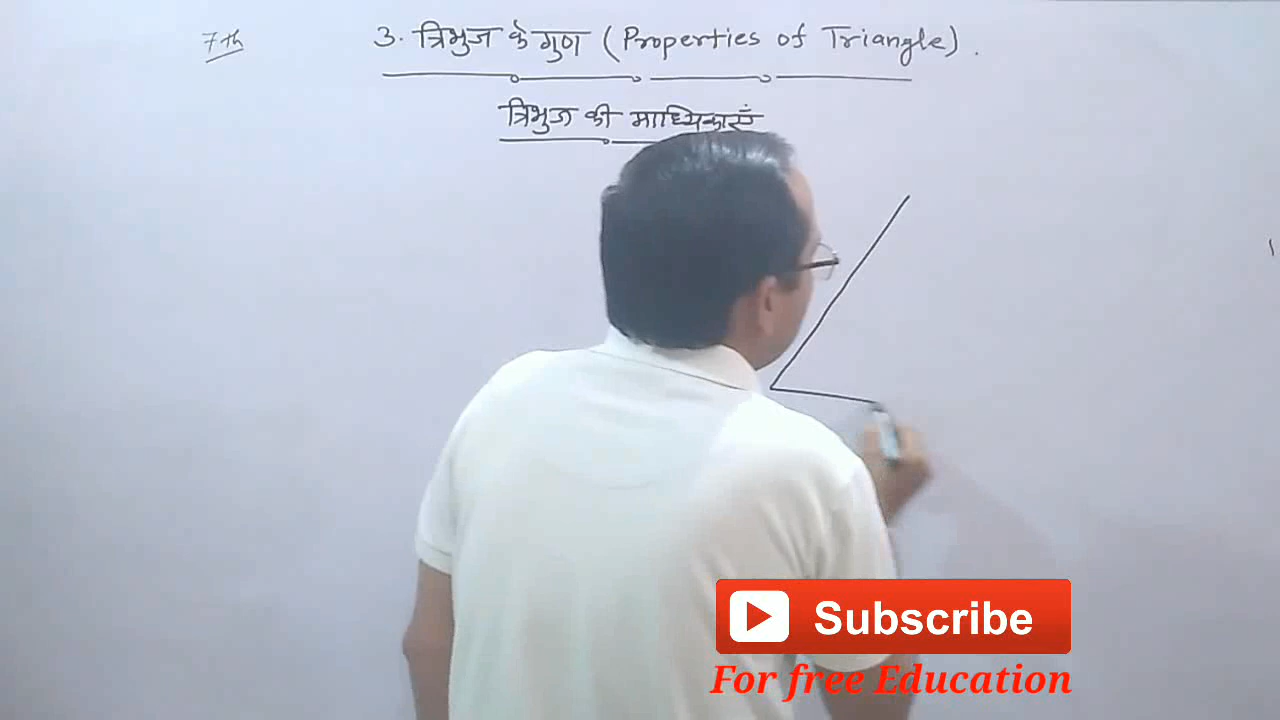 7th
3. त्रिभुज के गुण (Properties of Triangle).
त्रिभुज की माध्यिकाएँ
Subscribe
For free Education